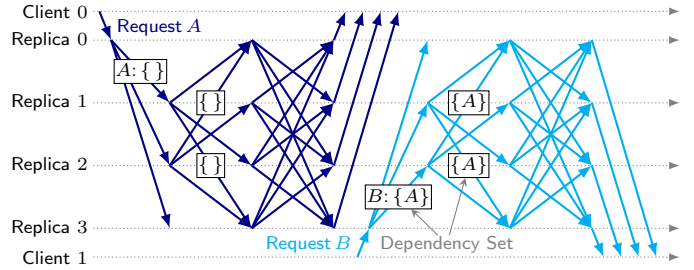 Client 0
Request A
Replica 0
A: { }
Replica 1
{ }
{A}
Replica 2
{ }
{A}
B: {A}
Replica 3
Request B
Dependency Set
Client 1